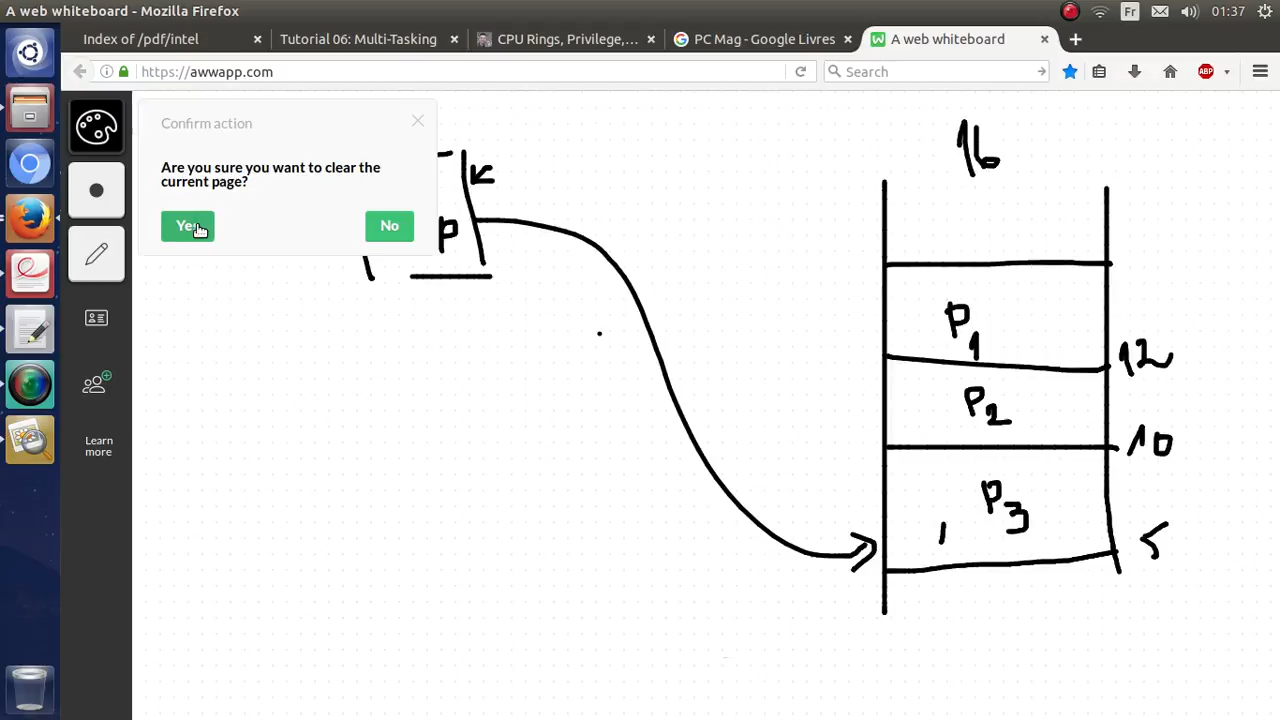 A web whiteboard - Mozilla Firefox
Fr
01:37
Index of /pdf/intel
Tutorial 06: Multi-Tasking
CPU Rings, Privilege,...
PC Mag - Google Livres
A web whiteboard
https://awwapp.com
Search
ABP
Confirm action
Are you sure you want to clear the
current page?
Yes
No
Learn
more
16
K
p
P1
12
P2
10
P3
5